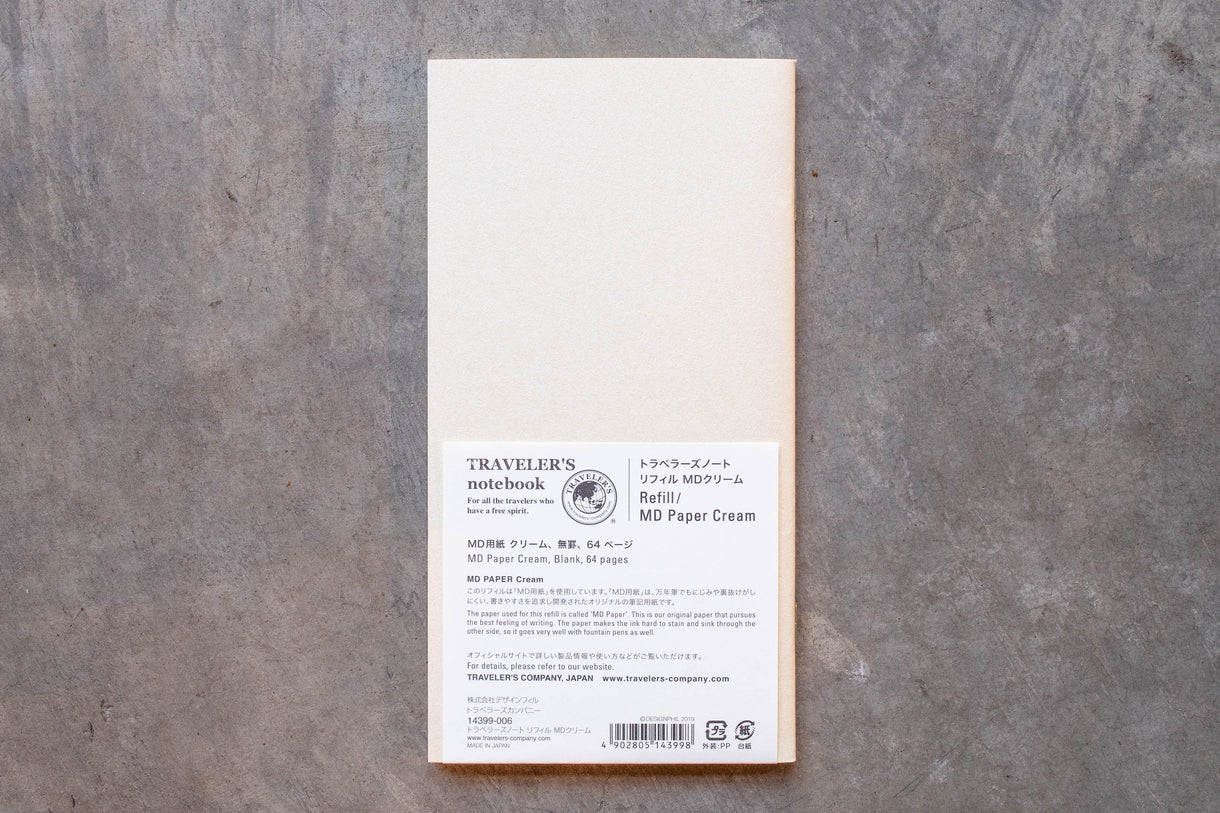 TRAVELER'S
notebook
For all the travelers who
have a free spirit.
TRAVELER'S
www.travelers-company.com
®
トラベラーズノート
リフィル MDクリーム
Refill/
MD Paper Cream
MD用紙 クリーム、無罫、64 ページ
MD Paper Cream, Blank, 64 pages
MD PAPER Cream
このリフィルは「MD用紙」を使用しています。「MD用紙」は、万年筆でもにじみや裏抜けがし
にくい、書きやすさを追求し開発されたオリジナルの筆記用紙です。
The paper used for this refill is called "MD Paper". This is our original paper that pursues
the best feeling of writing. The paper makes the ink hard to stain and sink through the
other side, so it goes very well with fountain pens as well.
オフィシャルサイトで詳しい製品情報や使い方などがご覧いただけます。
For details, please refer to our website.
TRAVELER'S COMPANY, JAPAN www.travelers-company.com
株式会社デザインフィル
トラベラーズカンパニー
14399-006
トラベラーズノート リフィル MDクリーム
www.travelers-company.com
MADE IN JAPAN
©DESIGNPHIL 2019
4 902805 143998
プラ
外装:PP
紙
台紙